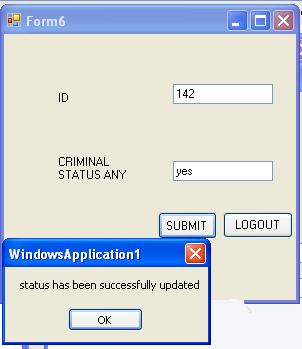 Form6
ID
142
CRIMINAL
STATUS ANY
yes
SUBMIT
LOGOUT
WindowsApplication1
status has been successfully updated
OK